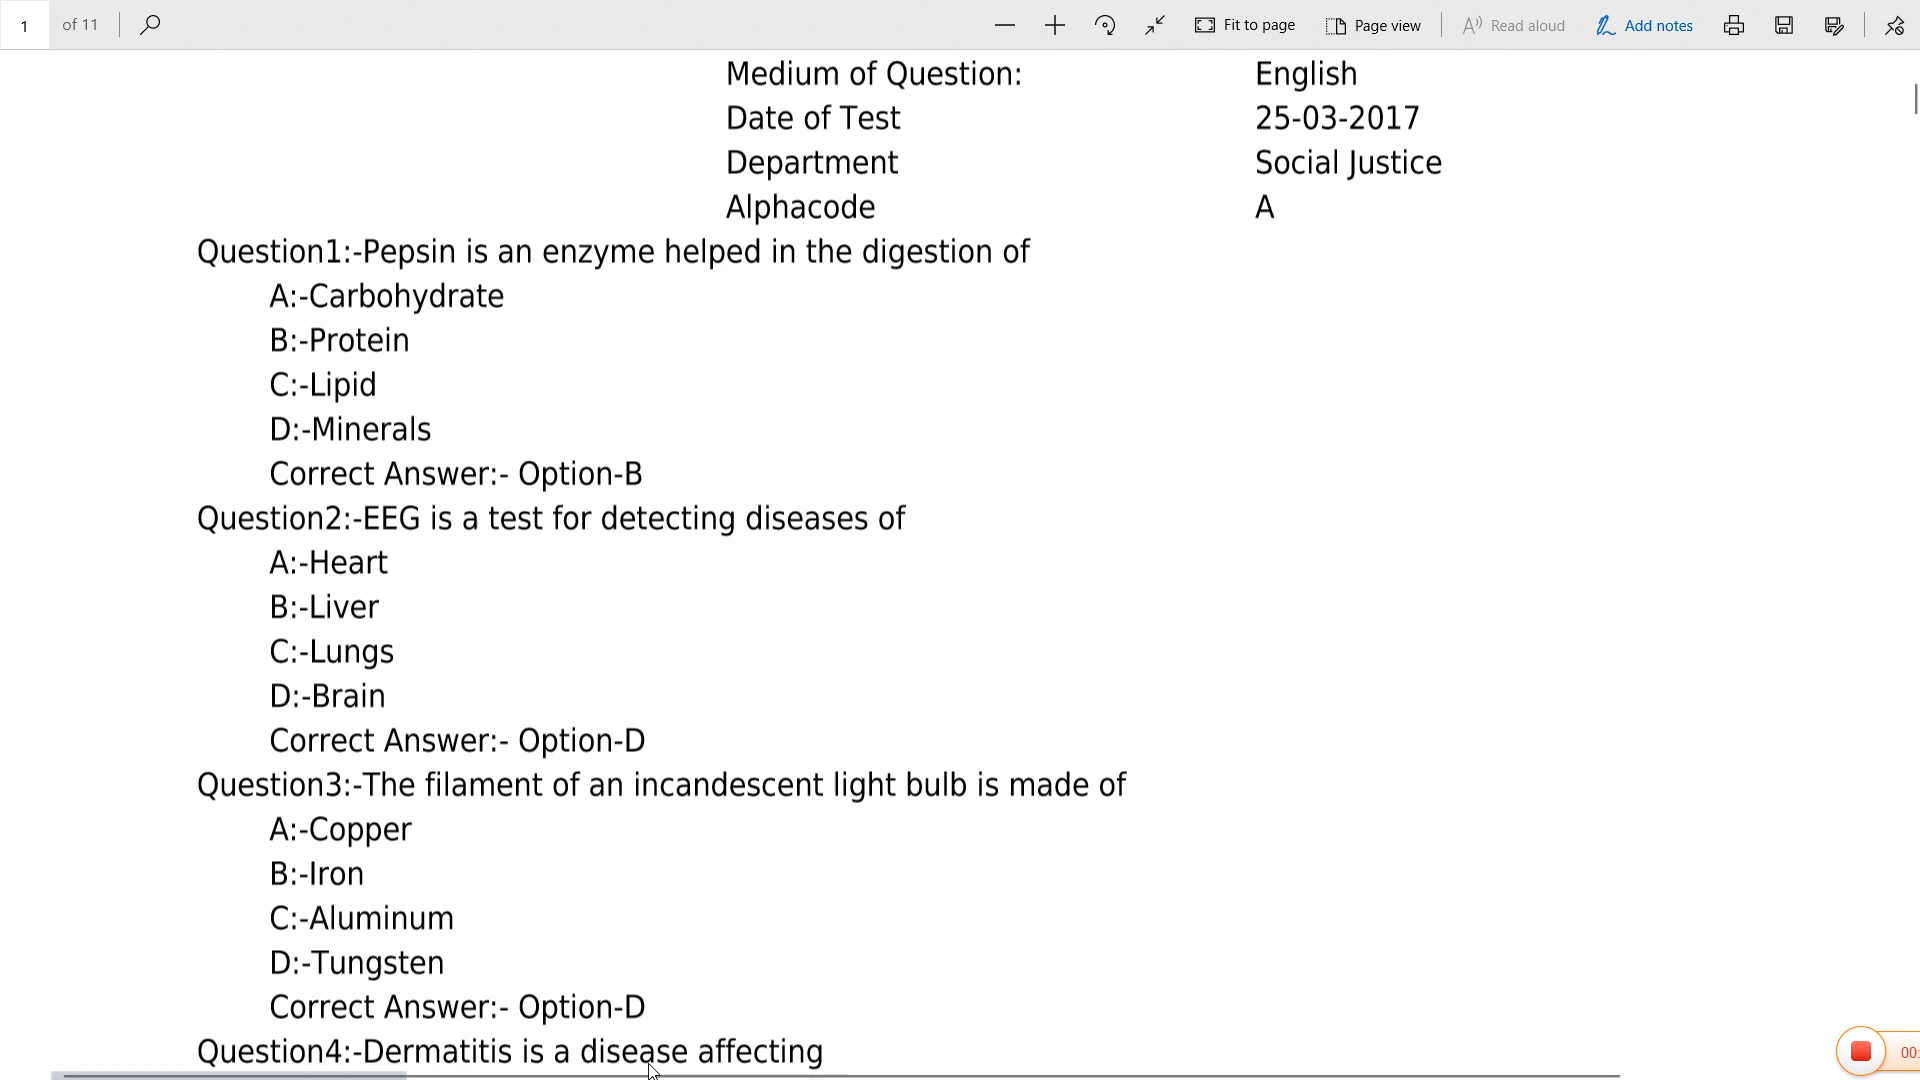 1 of 11 Fit to page Page view Read aloud Add notes
Medium of Question: English
Date of Test 25-03-2017
Department Social Justice
Alphacode A
Question1:-Pepsin is an enzyme helped in the digestion of
A:-Carbohydrate
B:-Protein
C:-Lipid
D:-Minerals
Correct Answer:- Option-B
Question2:-EEG is a test for detecting diseases of
A:-Heart
B:-Liver
C:-Lungs
D:-Brain
Correct Answer:- Option-D
Question3:-The filament of an incandescent light bulb is made of
A:-Copper
B:-Iron
C:-Aluminum
D:-Tungsten
Correct Answer:- Option-D
Question4:-Dermatitis is a disease affecting
00: